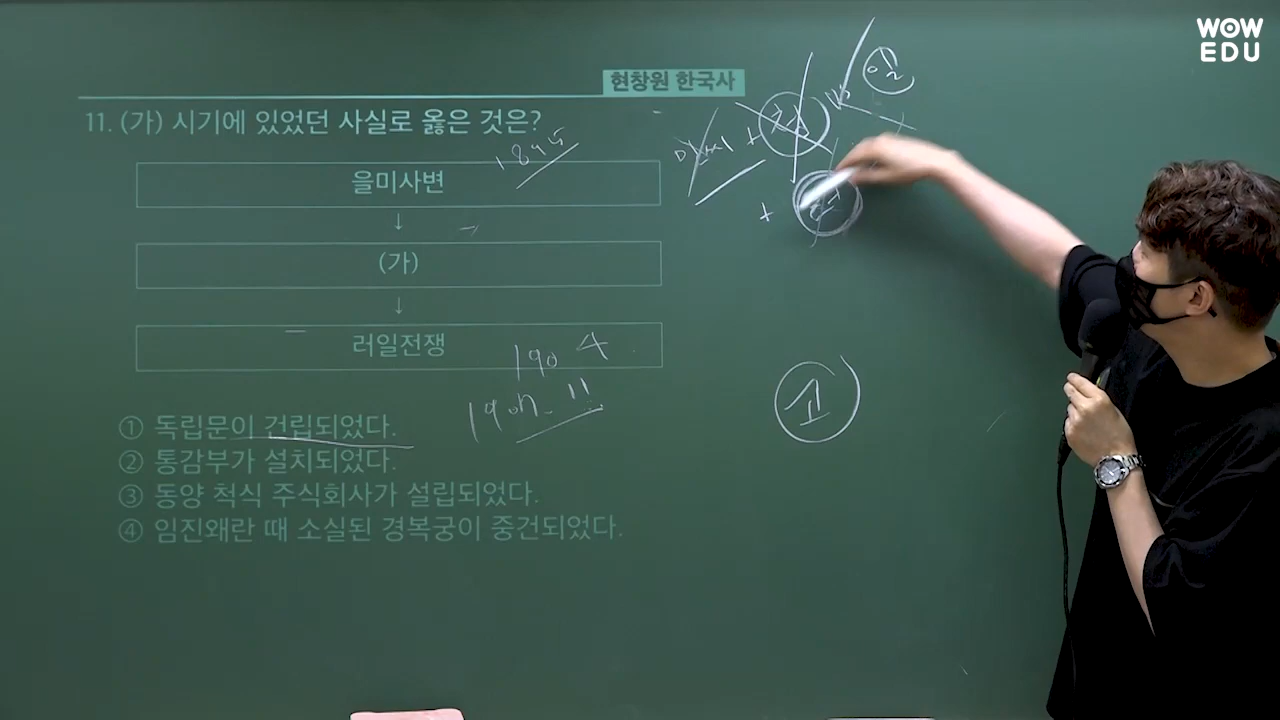 WOW
EDU
현창원 한국사
11. (가) 시기에 있었던 사실로 옳은 것은?
1895
을미사변
↓
(가)
↓
러일전쟁
1904
① 독립문이 건립되었다.
② 통감부가 설치되었다.
③ 동양 척식 주식회사가 설립되었다.
④ 임진왜란 때 소실된 경복궁이 중건되었다.
+
vs
일
+
고